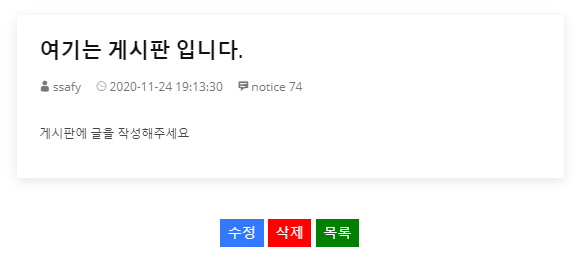 여기는 게시판 입니다.
ssafy 2020-11-24 19:13:30 notice 74
게시판에 글을 작성해주세요
수정 삭제 목록